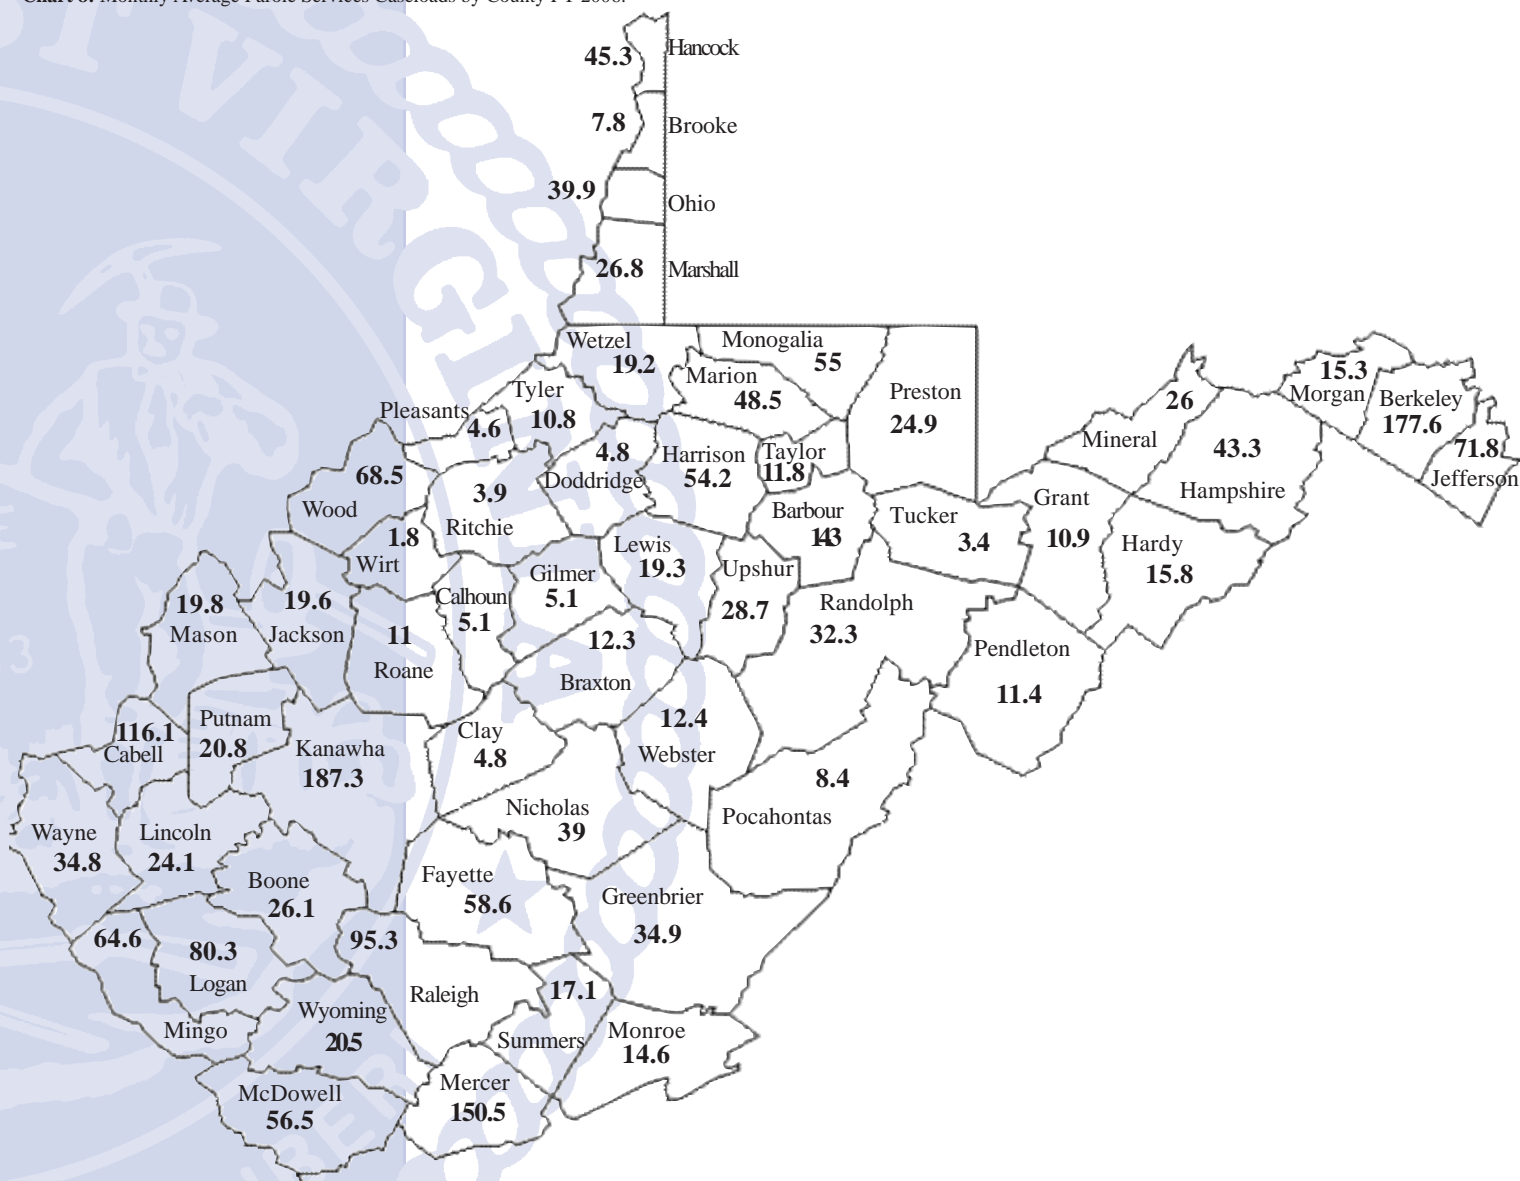 Hancock
45.3
7.8
Brooke
39.9
Ohio
26.8
Marshall
Wetzel
19.2
Monogalia
55
Marion
48.5
Preston
24.9
Tyler
10.8
Pleasants
4.6
15.3
Morgan
Berkeley
177.6
26
Mineral
43.3
Hampshire
71.8
Jefferson
4.8
Doddridge
Harrison
54.2
Taylor
11.8
68.5
Wood
3.9
Ritchie
Barbour
Tucker
3.4
Grant
10.9
Hardy
15.8
1.8
Wirt
Lewis
19.3
Upshur
28.7
Gilmer
5.1
Calhoun
5.1
19.8
Mason
19.6
Jackson
11
Roane
12.3
Braxton
Randolph
32.3
Pendleton
11.4
116.1
Cabell
Putnam
20.8
Kanawha
187.3
Clay
4.8
12.4
Webster
8.4
Pocahontas
Nicholas
39
Wayne
34.8
Lincoln
24.1
Boone
26.1
Fayette
58.6
Greenbrier
34.9
64.6
80.3
Logan
95.3
Raleigh
17.1
Summers
Mingo
Wyoming
20.5
Monroe
14.6
McDowell
56.5
Mercer
150.5